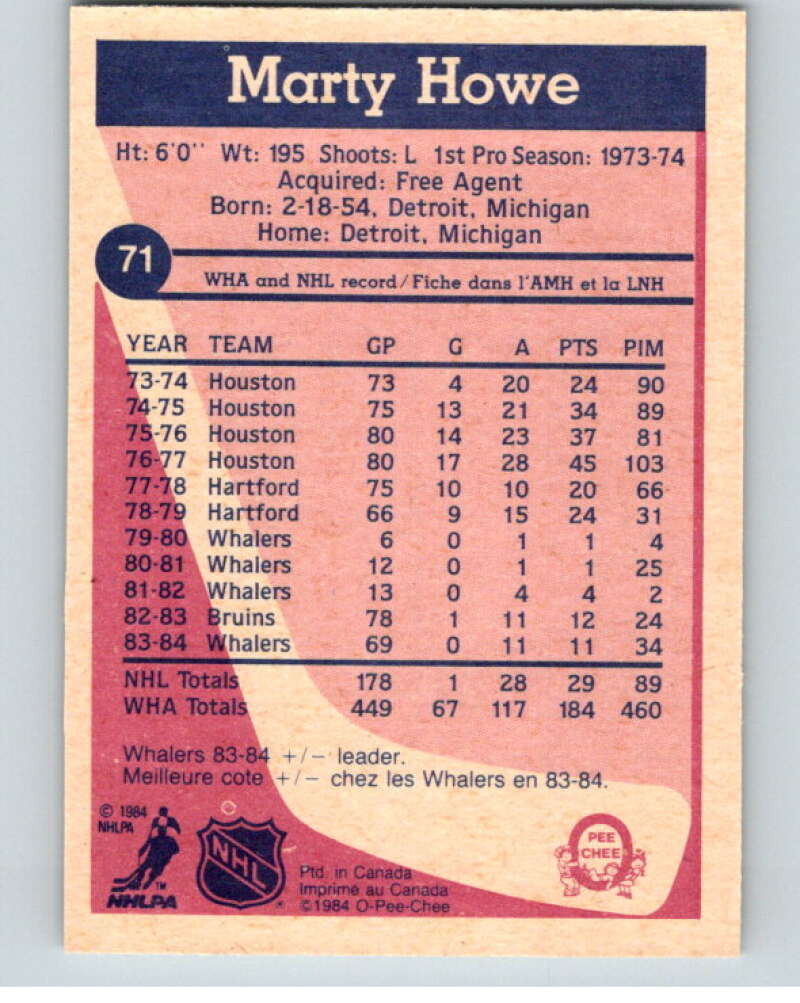 Marty Howe
Ht: 6'0'' Wt: 195 Shoots: L 1st Pro Season: 1973-74
Acquired: Free Agent
Born: 2-18-54, Detroit, Michigan
Home: Detroit, Michigan
71
WHA and NHL record/Fiche dans l'AMH et la LNH
YEAR TEAM GP G A PTS PIM
73-74 Houston 73 4 20 24 90
74-75 Houston 75 13 21 34 89
75-76 Houston 80 14 23 37 81
76-77 Houston 80 17 28 45 103
77-78 Hartford 75 10 10 20 66
78-79 Hartford 66 9 15 24 31
79-80 Whalers 6 0 1 1 4
80-81 Whalers 12 0 1 1 25
81-82 Whalers 13 0 4 4 2
82-83 Bruins 78 1 11 12 24
83-84 Whalers 69 0 11 11 34
NHL Totals 178 1 28 29 89
WHA Totals 449 67 117 184 460
Whalers 83-84 +/- leader.
Meilleure cote +/- chez les Whalers en 83-84.
© 1984
NHLPA
TM
NHLPA
NHL
®
Ptd. in Canada
Imprimé au Canada
©1984 O-Pee-Chee
PEE
CHEE